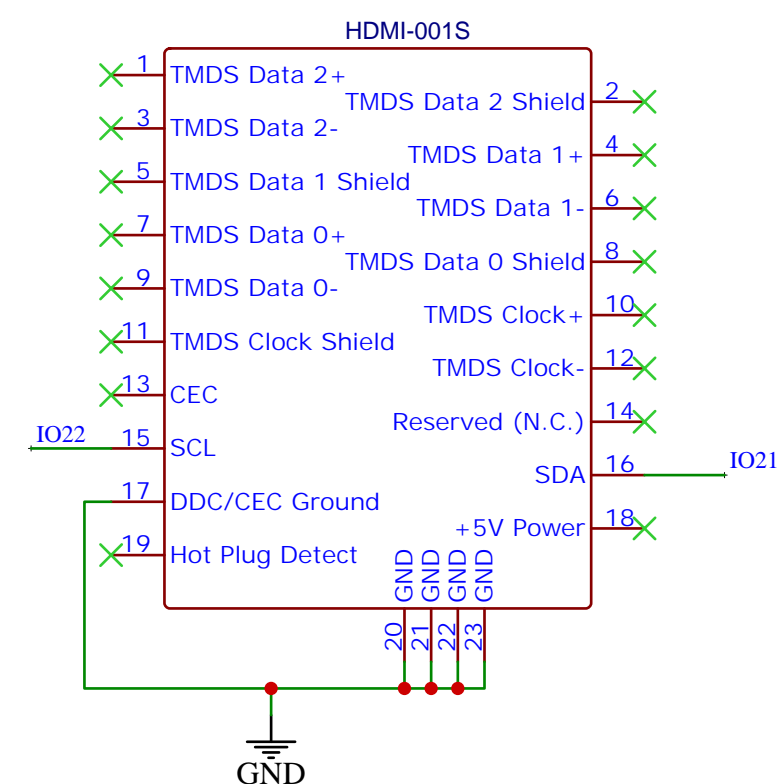 HDMI-001S
1 TMDS Data 2+
TMDS Data 2 Shield 2
3 TMDS Data 2-
TMDS Data 1+ 4
5 TMDS Data 1 Shield
TMDS Data 1- 6
7 TMDS Data 0+
TMDS Data 0 Shield 8
9 TMDS Data 0-
TMDS Clock+ 10
11 TMDS Clock Shield
TMDS Clock- 12
13 CEC
Reserved (N.C.) 14
IO22 15 SCL
SDA 16 IO21
17 DDC/CEC Ground
+5V Power 18
19 Hot Plug Detect
GND GND GND GND
20 21 22 23
GND